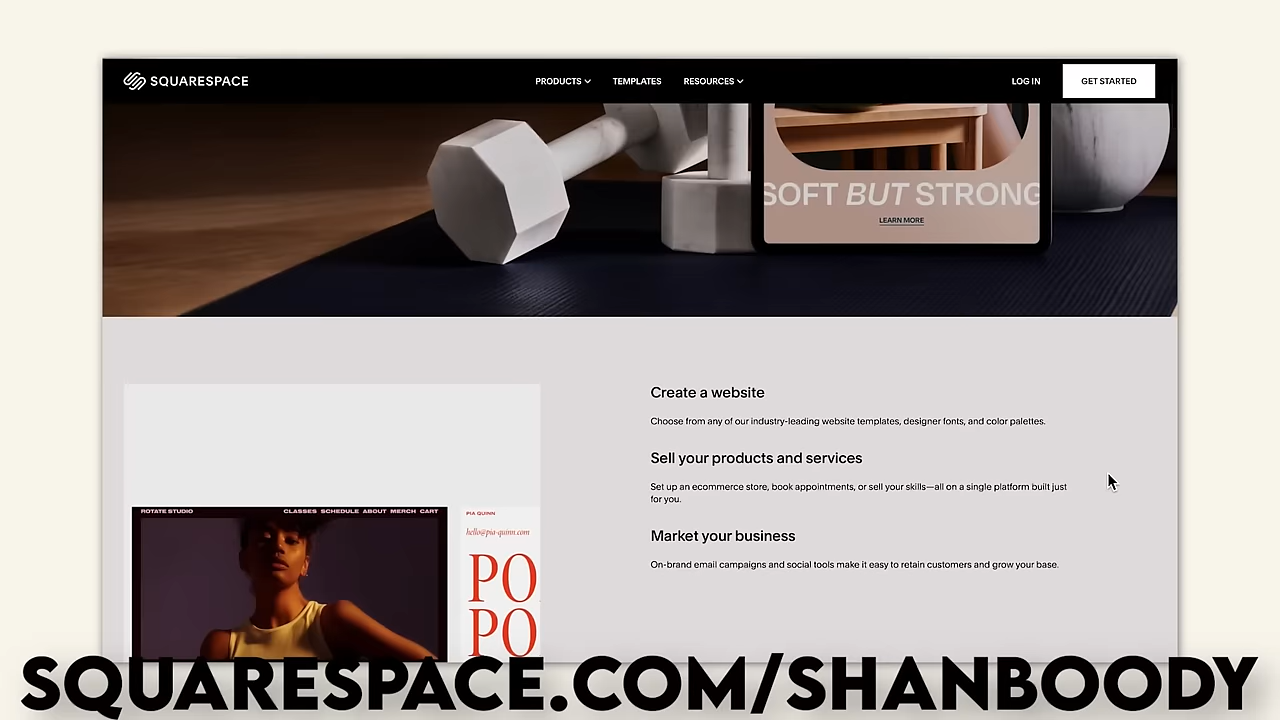 SQUARESPACE
PRODUCTS
TEMPLATES
RESOURCES
LOG IN
GET STARTED
SOFT BUT STRONG
LEARN MORE
Create a website
Choose from any of our industry-leading website templates, designer fonts, and color palettes.
Sell your products and services
Set up an ecommerce store, book appointments, or sell your skills—all on a single platform built just
for you.
Market your business
On-brand email campaigns and social tools make it easy to retain customers and grow your base.
ROTATE STUDIO
CLASSES SCHEDULE ABOUT MERCH CART
PIA QUINN
hello@pia-quinn.com
PO
PO
SQUARESPACE.COM/SHANBOODY